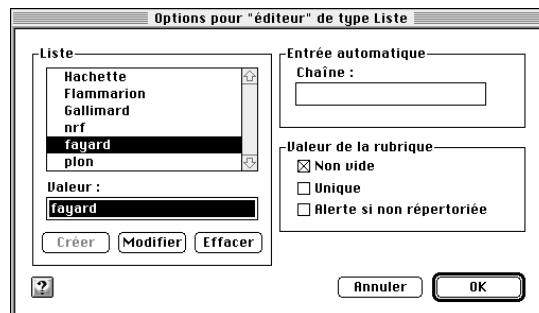 Options pour "éditeur" de type Liste
Liste
Hachette
Flammarion
Gallimard
nrf
fayard
plon
Valeur :
fayard
Créer Modifier Effacer
Entrée automatique
Chaîne :
Valeur de la rubrique
Non vide
Unique
Alerte si non répertoriée
? Annuler OK